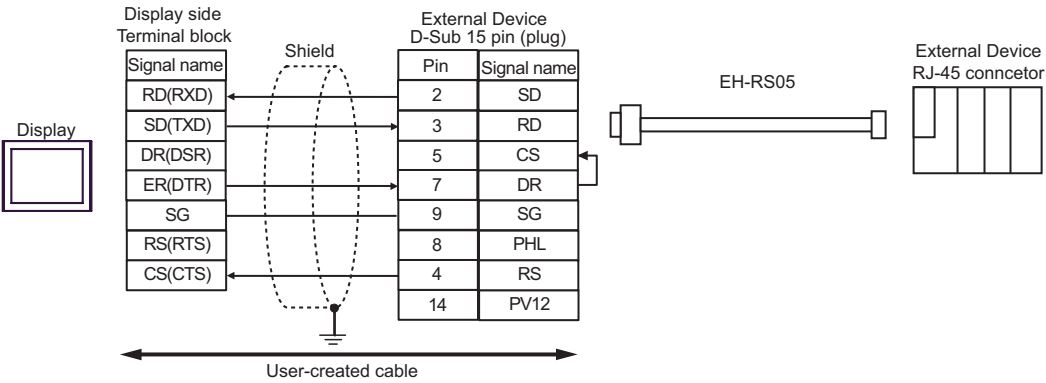 Display side
Terminal block
External Device
D-Sub 15 pin (plug)
Shield
Signal name
Pin Signal name
RD(RXD) 2 SD
SD(TXD) 3 RD
DR(DSR) 5 CS
ER(DTR) 7 DR
SG 9 SG
RS(RTS) 8 PHL
CS(CTS) 4 RS
14 PV12
User-created cable
Display
EH-RS05
External Device
RJ-45 conncetor